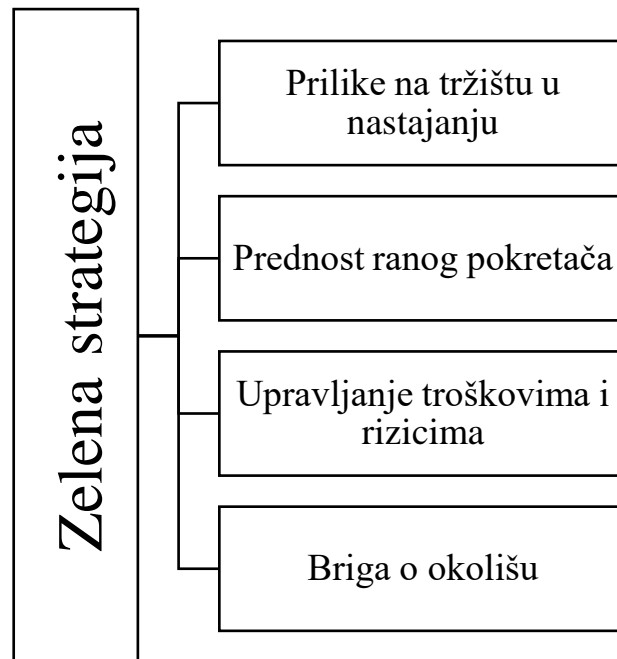 Zelena strategija
Prilike na tržištu u
nastajanju
Prednost ranog pokretača
Upravljanje troškovima i
rizicima
Briga o okolišu